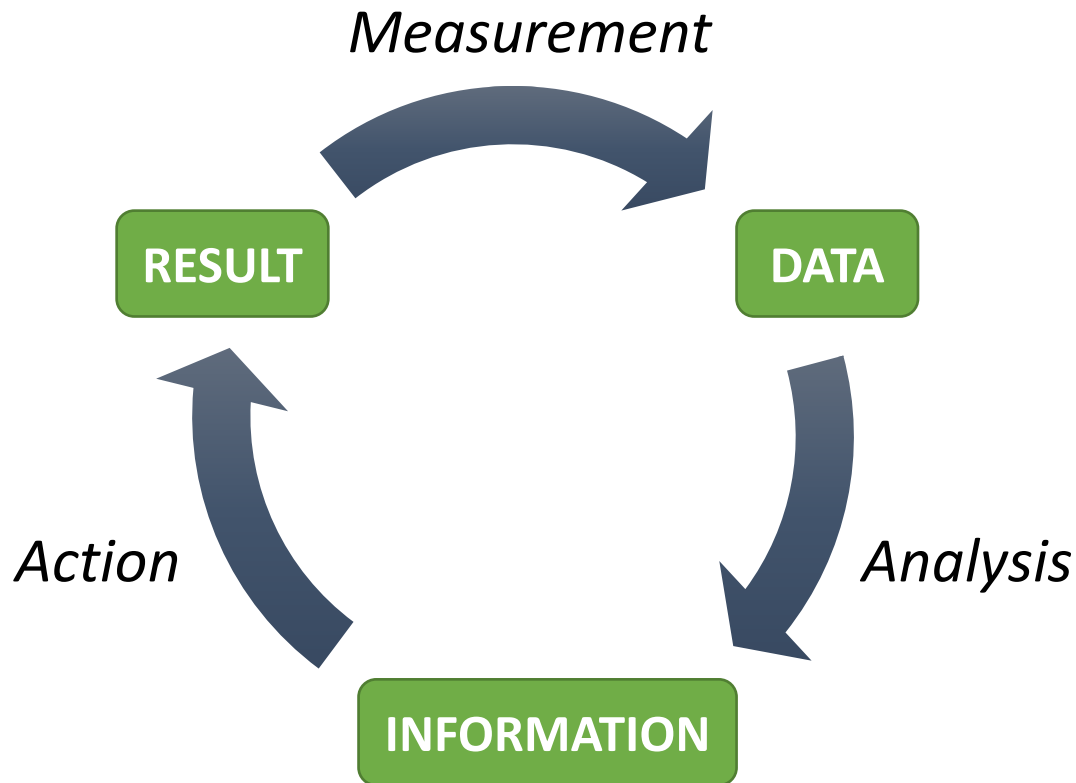 Measurement
RESULT
DATA
Action
Analysis
INFORMATION